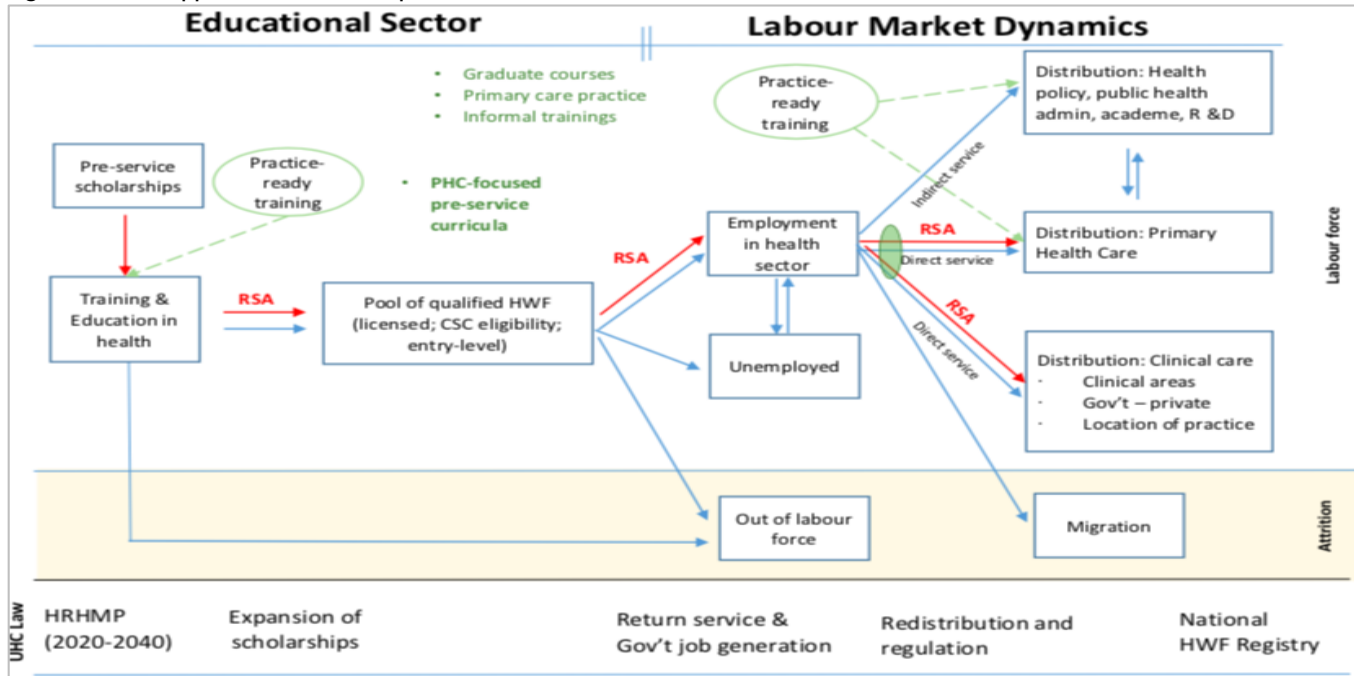 Educational Sector
Labour Market Dynamics
• Graduate courses
• Primary care practice
• Informal trainings
Practice-
ready
training
Distribution: Health
policy, public health
admin, academe, R &D
Pre-service
scholarships
Practice-
ready
training
• PHC-focused
pre-service
curricula
Indirect service
Employment
in health
sector
RSA
Direct service
Distribution: Primary
Health Care
Labour force
Training &
Education in
health
RSA
Pool of qualified HWF
(licensed; CSC eligibility;
entry-level)
RSA
Unemployed
RSA
Direct service
Distribution: Clinical care
- Clinical areas
- Gov't – private
- Location of practice
Out of labour
force
Migration
Attrition
UHC Law
HRHMP
(2020-2040)
Expansion of
scholarships
Return service &
Gov't job generation
Redistribution and
regulation
National
HWF Registry